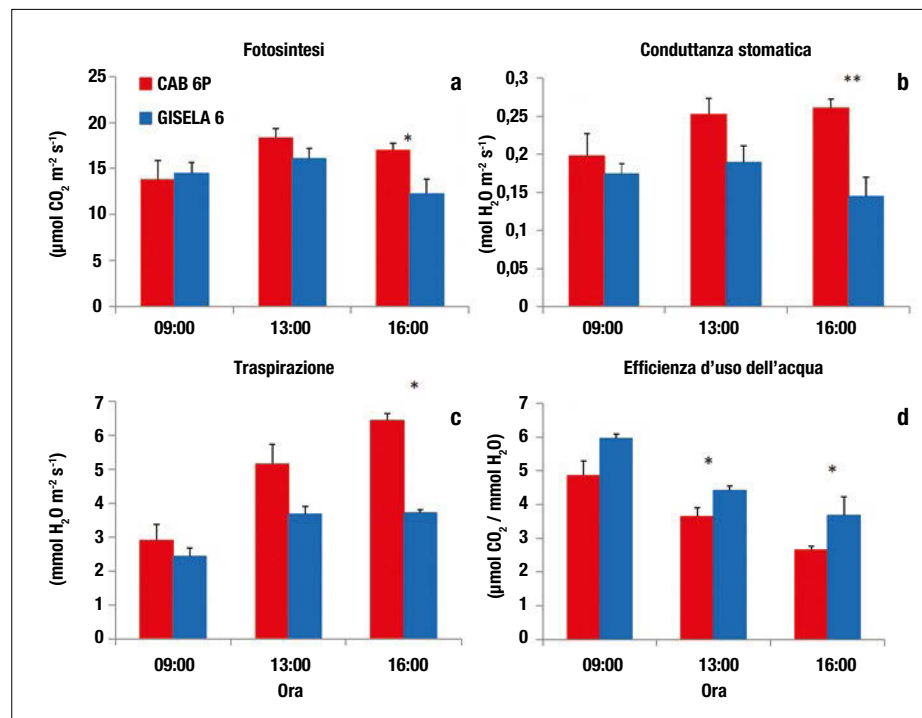 Fotosintesi
a
CAB 6P
GISELA 6
25
20
15
10
5
0
(µmol CO₂ m⁻² s⁻¹)
*
09:00 13:00 16:00
Conduttanza stomatica
b
0,3
0,25
0,2
0,15
0,1
0,05
0
(mol H₂O m⁻² s⁻¹)
**
09:00 13:00 16:00
Traspirazione
c
7
6
5
4
3
2
1
0
(mmol H₂O m⁻² s⁻¹)
*
09:00 13:00 16:00
Ora
Efficienza d'uso dell'acqua
d
7
6
5
4
3
2
1
0
(µmol CO₂ / mmol H₂O)
* *
09:00 13:00 16:00
Ora